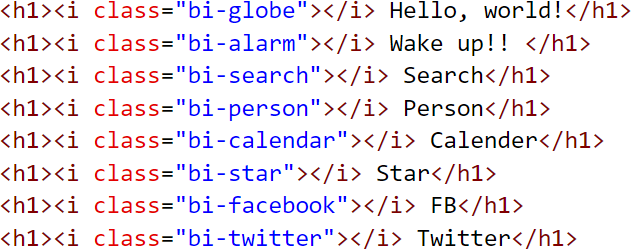 <h1><i class="bi-globe"></i> Hello, world!</h1>
<h1><i class="bi-alarm"></i> Wake up!! </h1>
<h1><i class="bi-search"></i> Search</h1>
<h1><i class="bi-person"></i> Person</h1>
<h1><i class="bi-calendar"></i> Calender</h1>
<h1><i class="bi-star"></i> Star</h1>
<h1><i class="bi-facebook"></i> FB</h1>
<h1><i class="bi-twitter"></i> Twitter</h1>